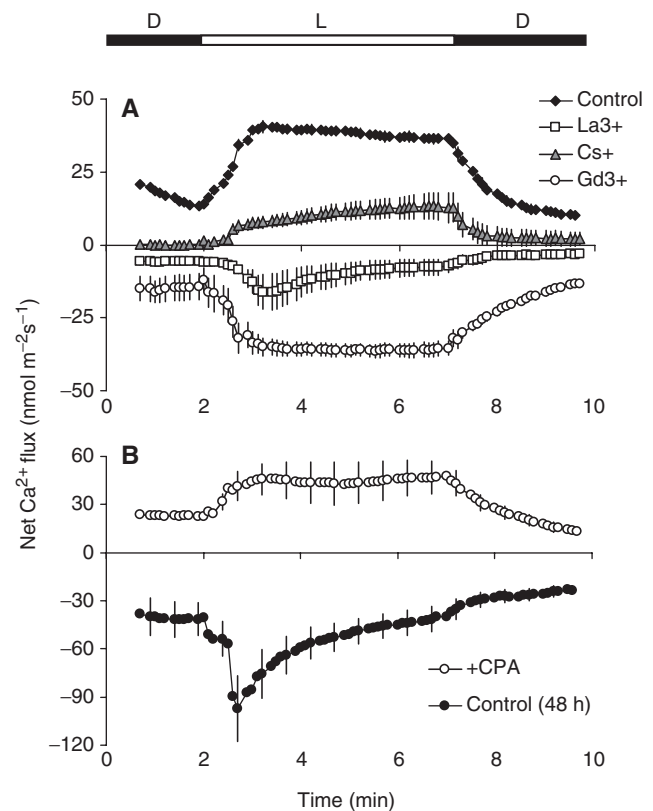 D L D
A
50
25
0
−25
−50
Control
La3+
Cs+
Gd3+
0 2 4 6 8 10
Net Ca²⁺ flux (nmol m⁻²s⁻¹)
B
60
30
0
−30
−60
−90
−120
+CPA
Control (48 h)
0 2 4 6 8 10
Time (min)